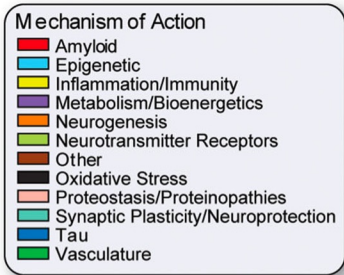 Mechanism of Action
Amyloid
Epigenetic
Inflammation/Immunity
Metabolism/Bioenergetics
Neurogenesis
Neurotransmitter Receptors
Other
Oxidative Stress
Proteostasis/Proteinopathies
Synaptic Plasticity/Neuroprotection
Tau
Vasculature